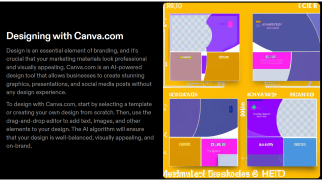 Designing with Canva.com
Design is an essential element of branding, and it's
crucial that your marketing materials look professional
and visually appealing. Canva.com is an AI-powered
design tool that allows businesses to create stunning
graphics, presentations, and social media posts without
any design experience.
To design with Canva.com, start by selecting a template
or creating your own design from scratch. Then, use the
drag-and-drop editor to add text, images, and other
elements to your design. The AI algorithm will ensure
that your design is well-balanced, visually appealing, and
on-brand.